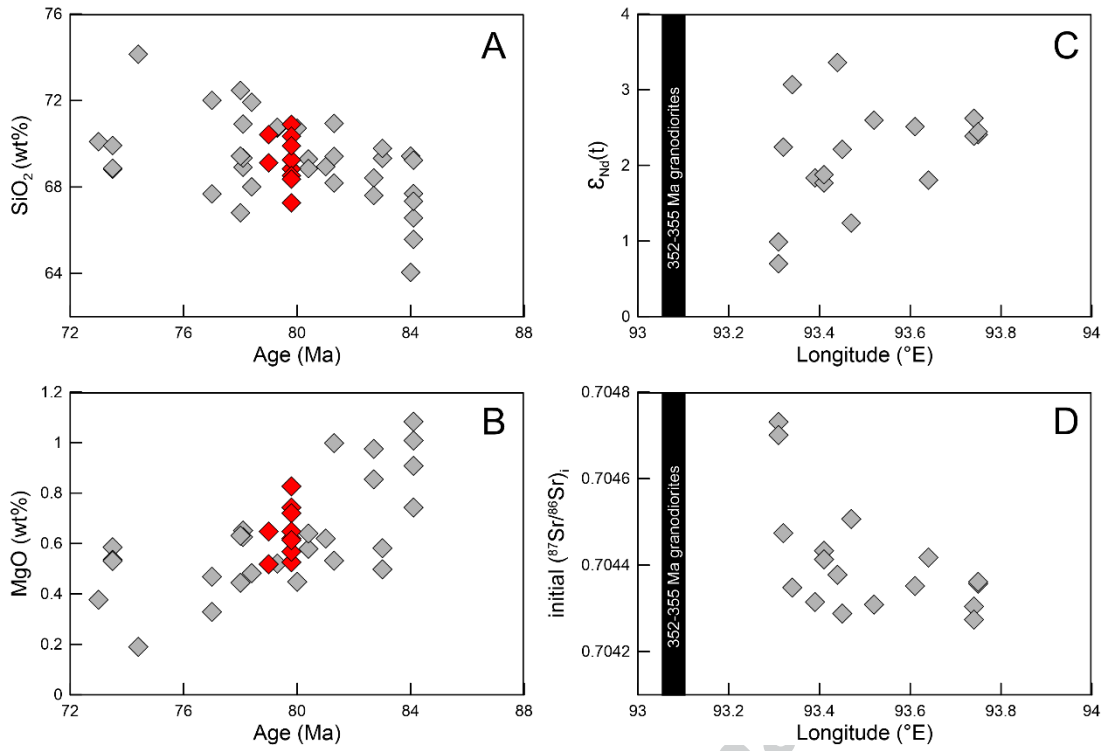 A
SiO2 (wt%)
76
72
68
64
72 76 80 84 88
Age (Ma)
C
εNd(t)
4
3
2
1
0
352-355 Ma granodiorites
93 93.2 93.4 93.6 93.8 94
Longitude (°E)
B
MgO (wt%)
1.2
1
0.8
0.6
0.4
0.2
0
72 76 80 84 88
Age (Ma)
D
initial (87Sr/86Sr)i
0.7048
0.7046
0.7044
0.7042
352-355 Ma granodiorites
93 93.2 93.4 93.6 93.8 94
Longitude (°E)